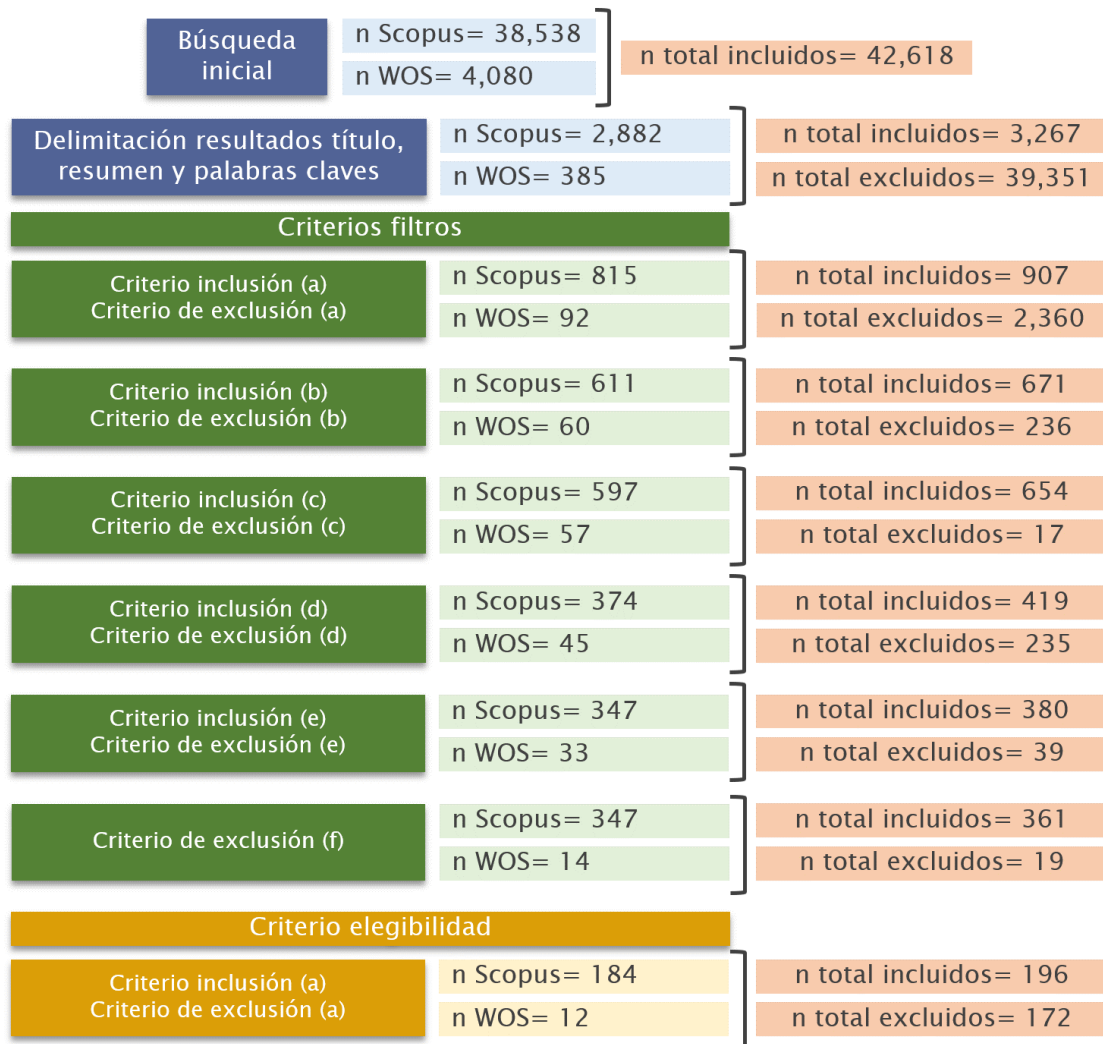 Búsqueda
inicial
n Scopus= 38,538
n WOS= 4,080
n total incluidos= 42,618
Delimitación resultados título,
resumen y palabras claves
n Scopus= 2,882
n WOS= 385
n total incluidos= 3,267
n total excluidos= 39,351
Criterios filtros
Criterio inclusión (a)
Criterio de exclusión (a)
n Scopus= 815
n WOS= 92
n total incluidos= 907
n total excluidos= 2,360
Criterio inclusión (b)
Criterio de exclusión (b)
n Scopus= 611
n WOS= 60
n total incluidos= 671
n total excluidos= 236
Criterio inclusión (c)
Criterio de exclusión (c)
n Scopus= 597
n WOS= 57
n total incluidos= 654
n total excluidos= 17
Criterio inclusión (d)
Criterio de exclusión (d)
n Scopus= 374
n WOS= 45
n total incluidos= 419
n total excluidos= 235
Criterio inclusión (e)
Criterio de exclusión (e)
n Scopus= 347
n WOS= 33
n total incluidos= 380
n total excluidos= 39
Criterio de exclusión (f)
n Scopus= 347
n WOS= 14
n total incluidos= 361
n total excluidos= 19
Criterio elegibilidad
Criterio inclusión (a)
Criterio de exclusión (a)
n Scopus= 184
n WOS= 12
n total incluidos= 196
n total excluidos= 172